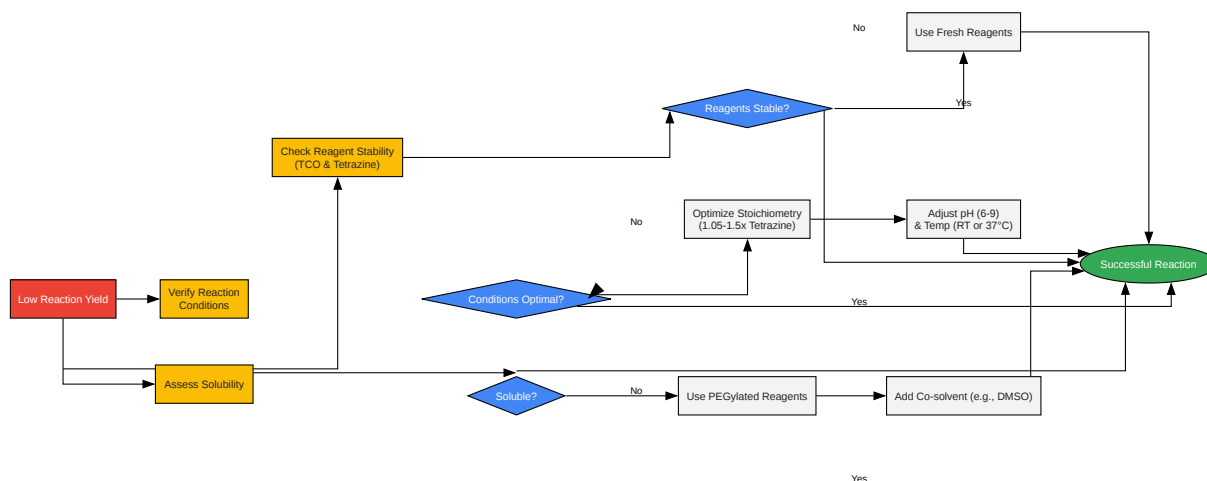 No
Use Fresh Reagents
Reagents Stable?
Yes
Check Reagent Stability
(TCO & Tetrazine)
No
Optimize Stoichiometry
(1.05-1.5x Tetrazine)
Adjust pH (6-9)
& Temp (RT or 37°C)
Successful Reaction
Low Reaction Yield
Verify Reaction
Conditions
Conditions Optimal?
Yes
Assess Solubility
Soluble?
No
Use PEGylated Reagents
Add Co-solvent (e.g., DMSO)
Yes